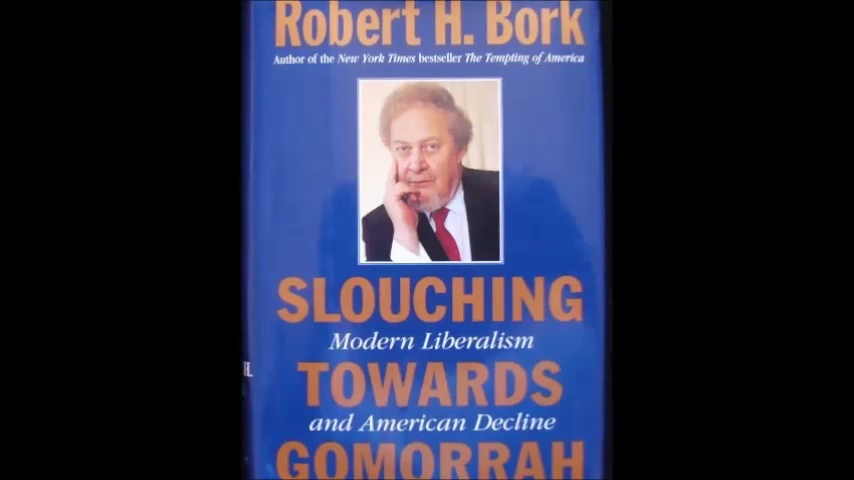 Robert H. Bork
Author of the New York Times bestseller The Tempting of America
SLOUCHING
Modern Liberalism
TOWARDS
and American Decline
GOMORRAH